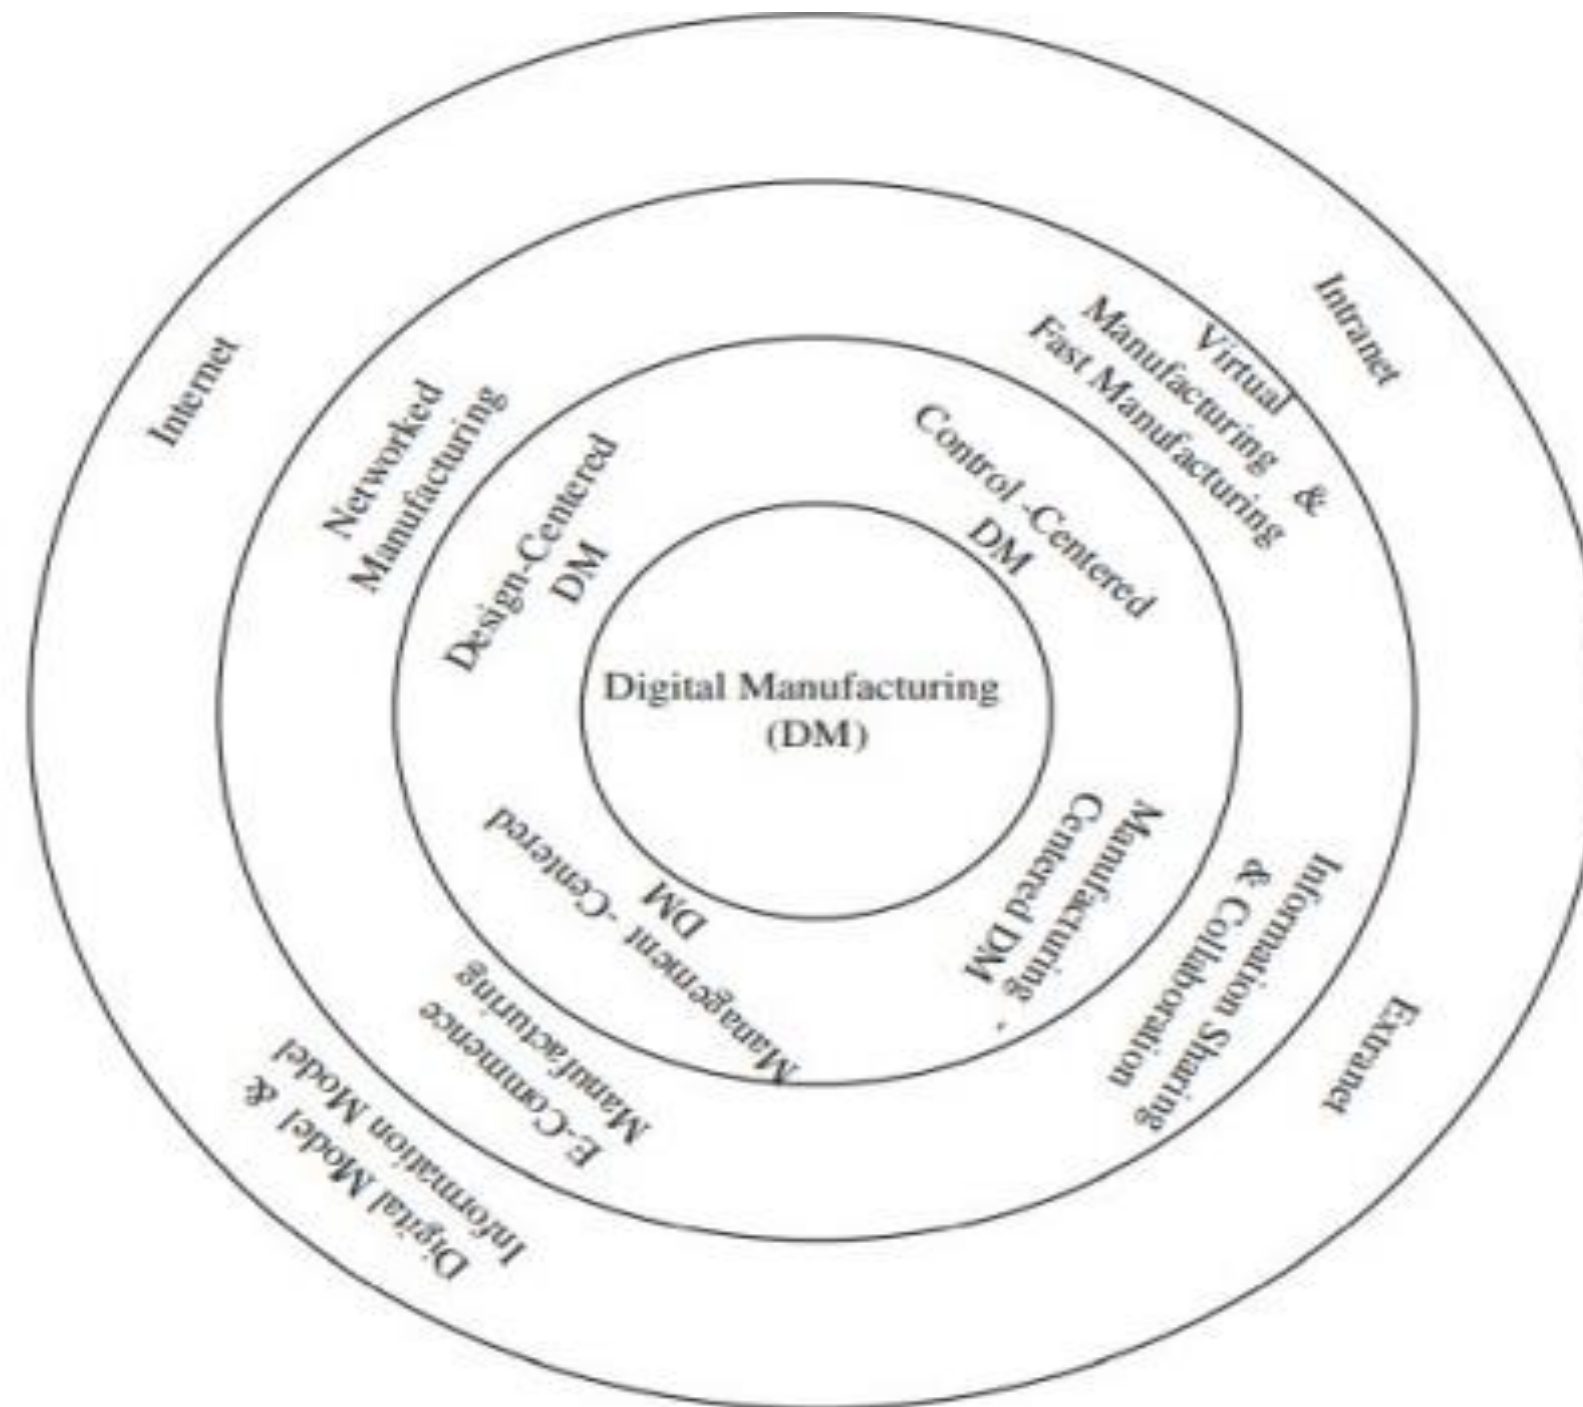 Internet
Intranet
Virtual
Manufacturing &
Fast Manufacturing
Networked
Manufacturing
Design-Centered
DM
Control -Centered
DM
Digital Manufacturing
(DM)
Management -Centered
DM
Manufacturing
Centered DM
E-Commence
Manufacturing
Information Sharing
& Collaboration
Digital Model &
Information Model
Extranet